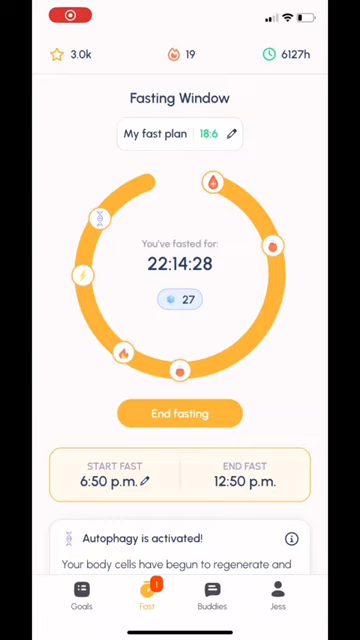 3.0k
19
6127h
Fasting Window
My fast plan 18:6
You've fasted for:
22:14:28
27
End fasting
START FAST
6:50 p.m.
END FAST
12:50 p.m.
Autophagy is activated!
Your body cells have begun to regenerate and
1
Goals
Fast
Buddies
Jess